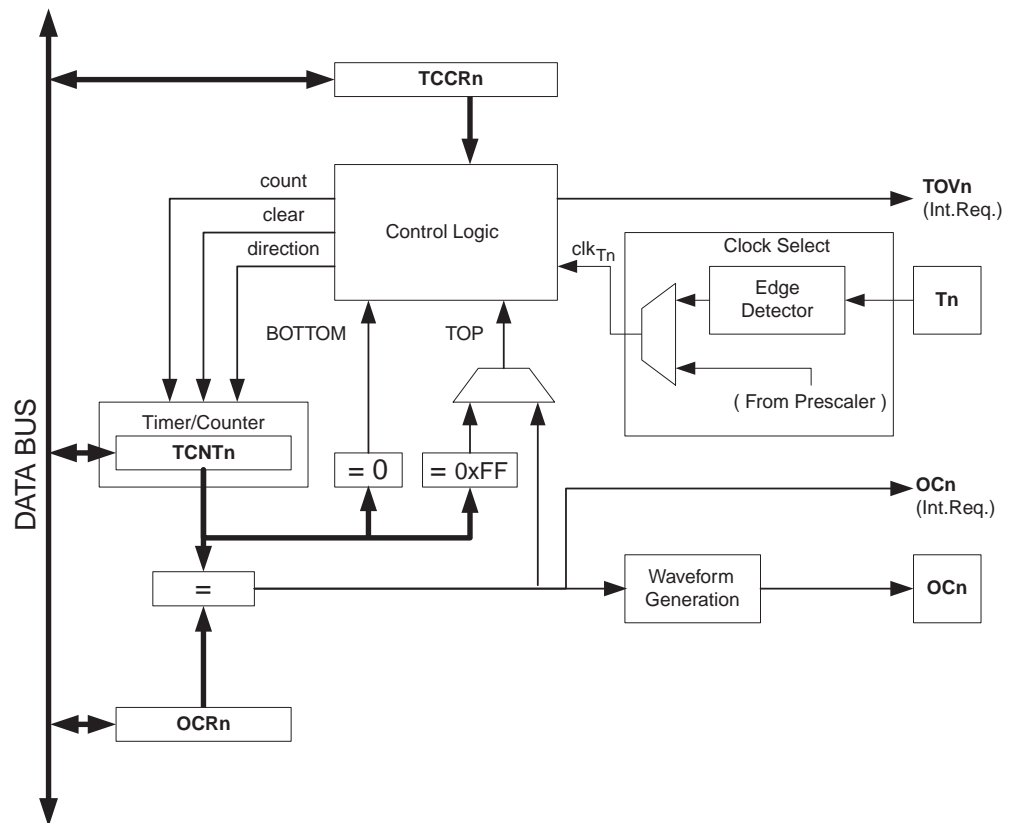 TCCRn
count
clear
direction
Control Logic
TOVn
(Int.Req.)
clkTn
Clock Select
Edge
Detector
Tn
( From Prescaler )
BOTTOM
TOP
Timer/Counter
TCNTn
= 0
= 0xFF
DATA BUS
OCn
(Int.Req.)
=
Waveform
Generation
OCn
OCRn